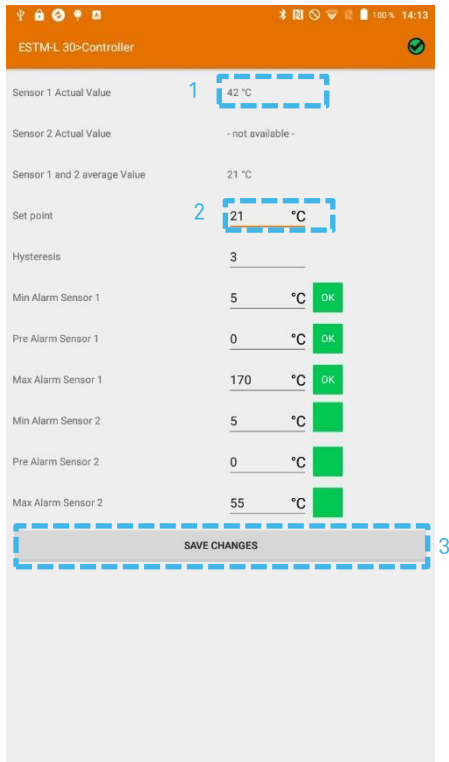 100% 14:13
ESTM-L 30>Controller
Sensor 1 Actual Value 1 42 °C
Sensor 2 Actual Value - not available -
Sensor 1 and 2 average Value 21 °C
Set point 2 21 °C
Hysteresis 3
Min Alarm Sensor 1 5 °C OK
Pre Alarm Sensor 1 0 °C OK
Max Alarm Sensor 1 170 °C OK
Min Alarm Sensor 2 5 °C
Pre Alarm Sensor 2 0 °C
Max Alarm Sensor 2 55 °C
SAVE CHANGES 3